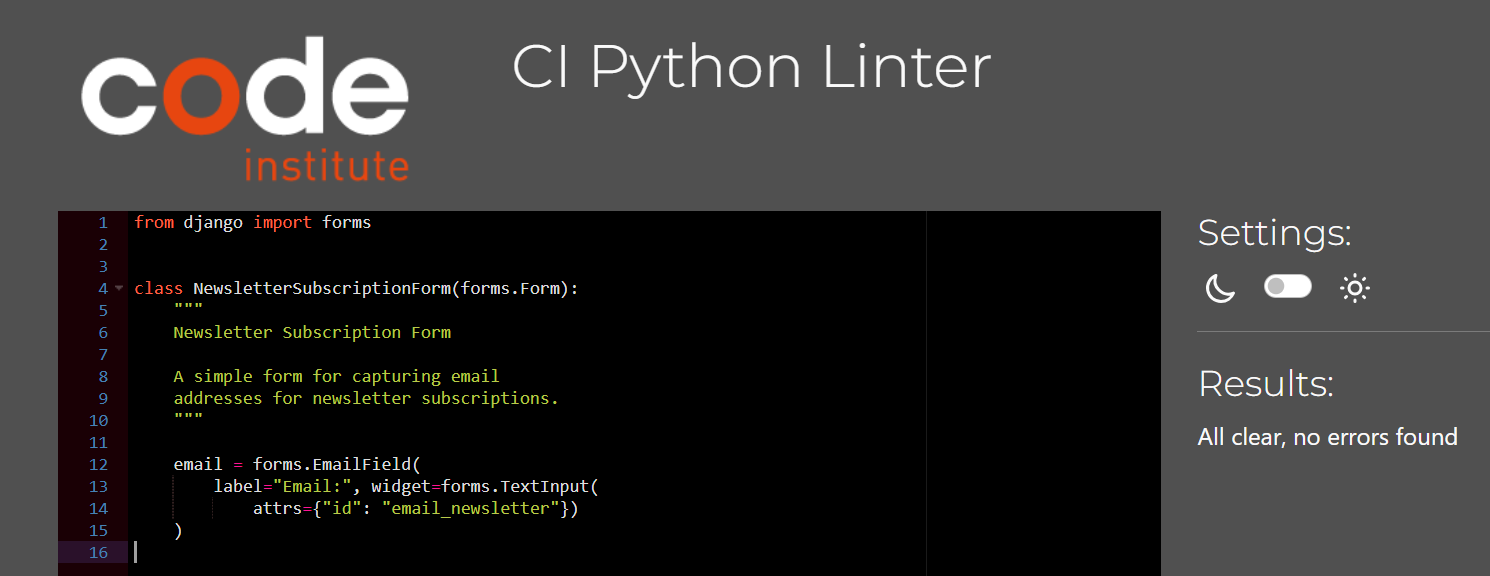 code
institute
CI Python Linter
1 from django import forms
2
3
4 class NewsletterSubscriptionForm(forms.Form):
5     """
6     Newsletter Subscription Form
7
8     A simple form for capturing email
9     addresses for newsletter subscriptions.
10     """
11
12     email = forms.EmailField(
13         label="Email:", widget=forms.TextInput(
14             attrs={"id": "email_newsletter"})
15     )
16
Settings:
Results:
All clear, no errors found